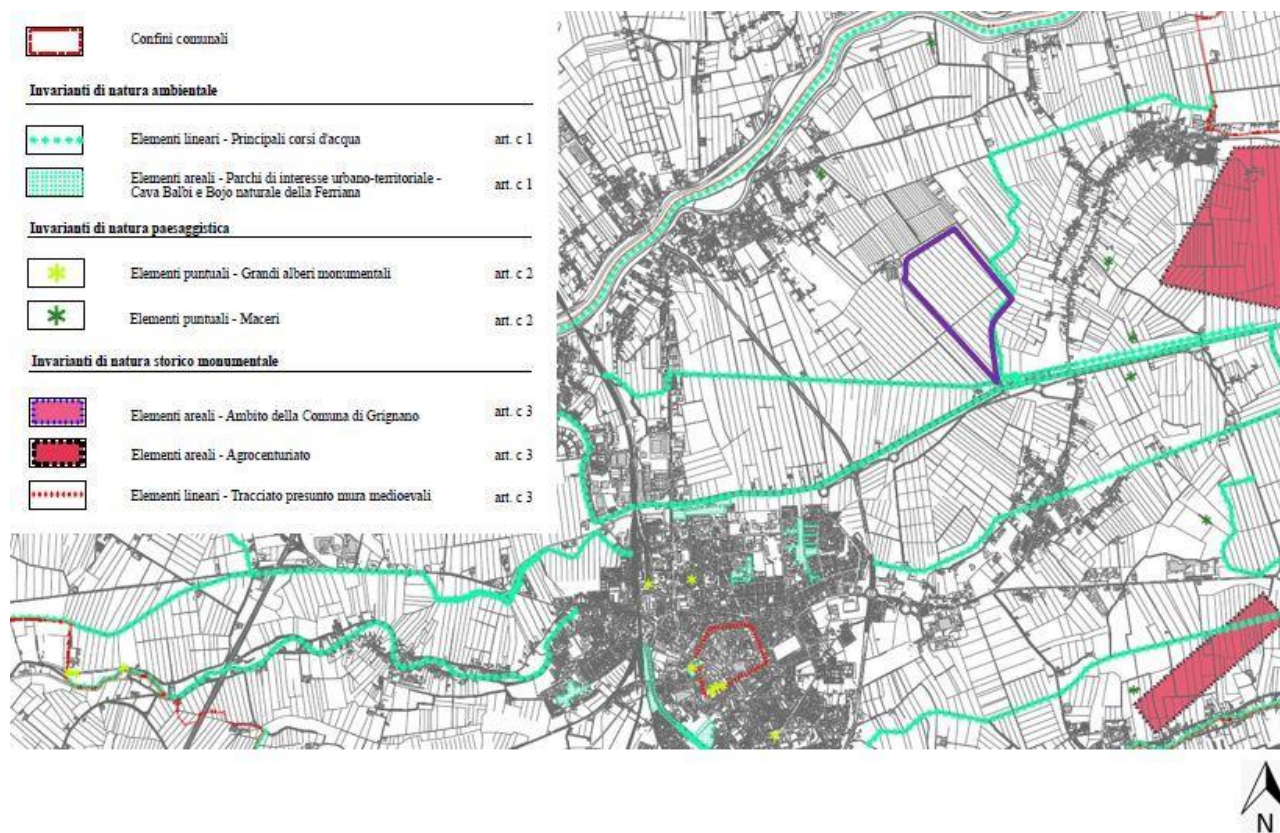 Confini comunali
Invarianti di natura ambientale
Elementi lineari - Principali corsi d'acqua art. c 1
Elementi areali - Parchi di interesse urbano-territoriale -
Cava Balbi e Bojo naturale della Ferriana art. c 1
Invarianti di natura paesaggistica
Elementi puntuali - Grandi alberi monumentali art. c 2
Elementi puntuali - Maceri art. c 2
Invarianti di natura storico monumentale
Elementi areali - Ambito della Comuna di Grignano art. c 3
Elementi areali - Agrocenturiato art. c 3
Elementi lineari - Tracciato presunto mura medioevali art. c 3
N